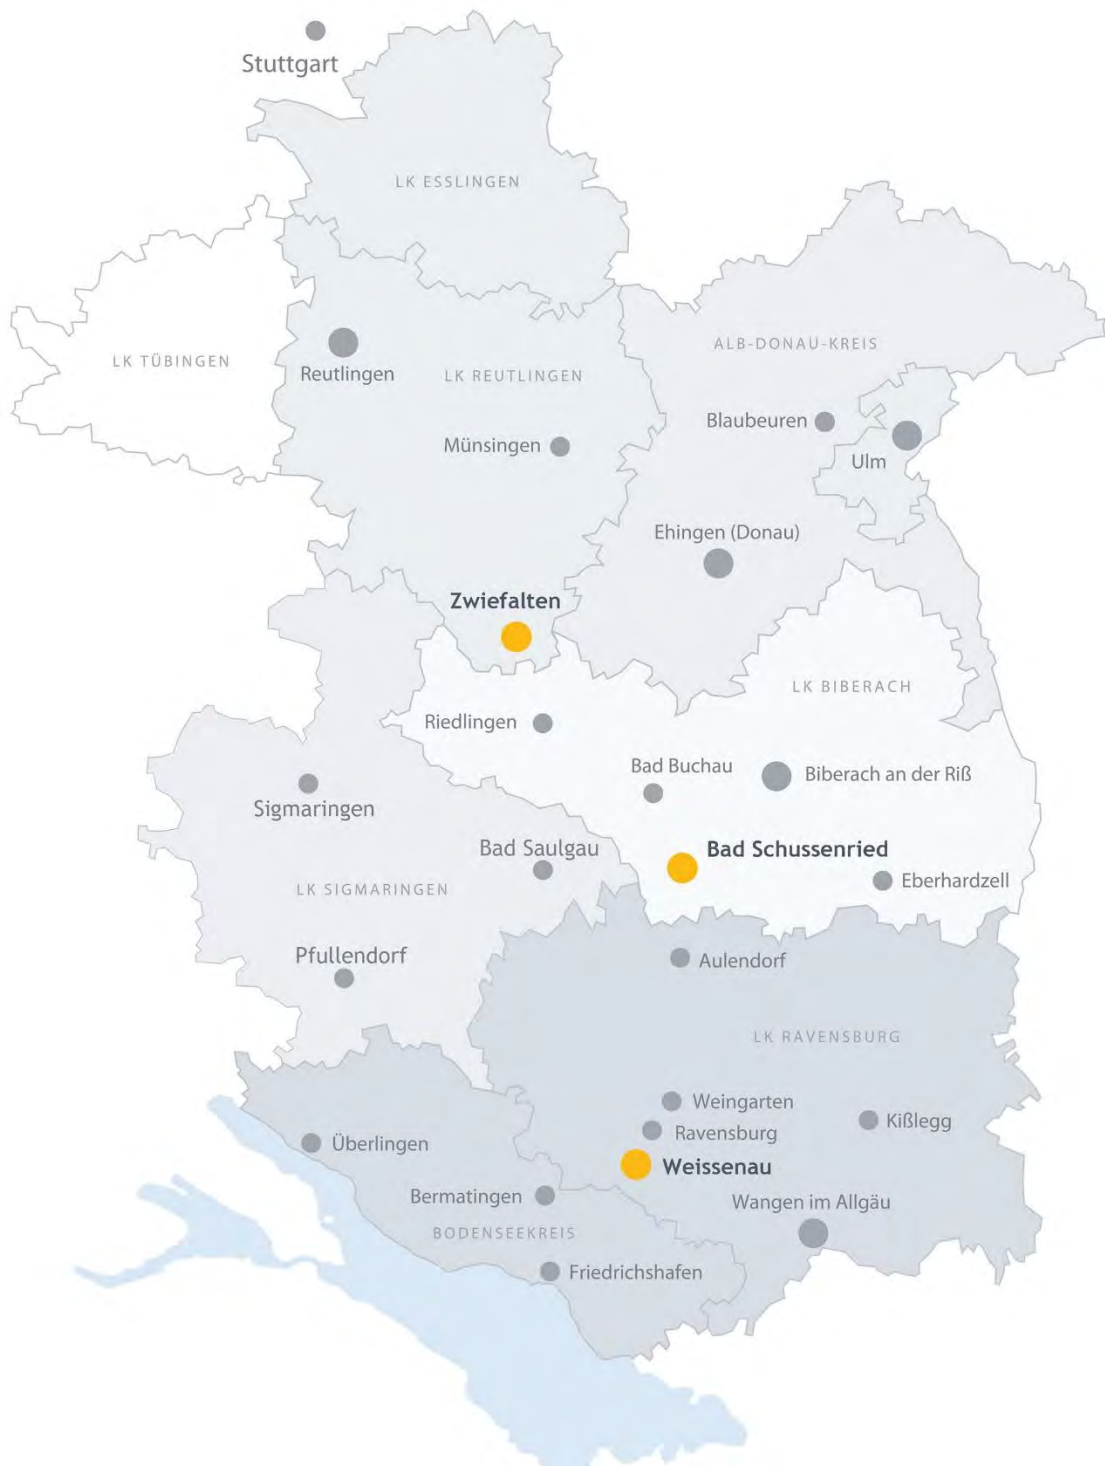 Stuttgart
LK ESSLINGEN
ALB-DONAU-KREIS
LK TÜBINGEN
Reutlingen
LK REUTLINGEN
Blaubeuren
Münsingen
Ulm
Ehingen (Donau)
Zwiefalten
LK BIBERACH
Riedlingen
Bad Buchau
Biberach an der Riß
Sigmaringen
Bad Saulgau
Bad Schussenried
LK SIGMARINGEN
Eberhardzell
Pfullendorf
Aulendorf
LK RAVENSBURG
Weingarten
Kißlegg
Ravensburg
Überlingen
Weissenau
Bermatingen
Wangen im Allgäu
BODENSEEKREIS
Friedrichshafen